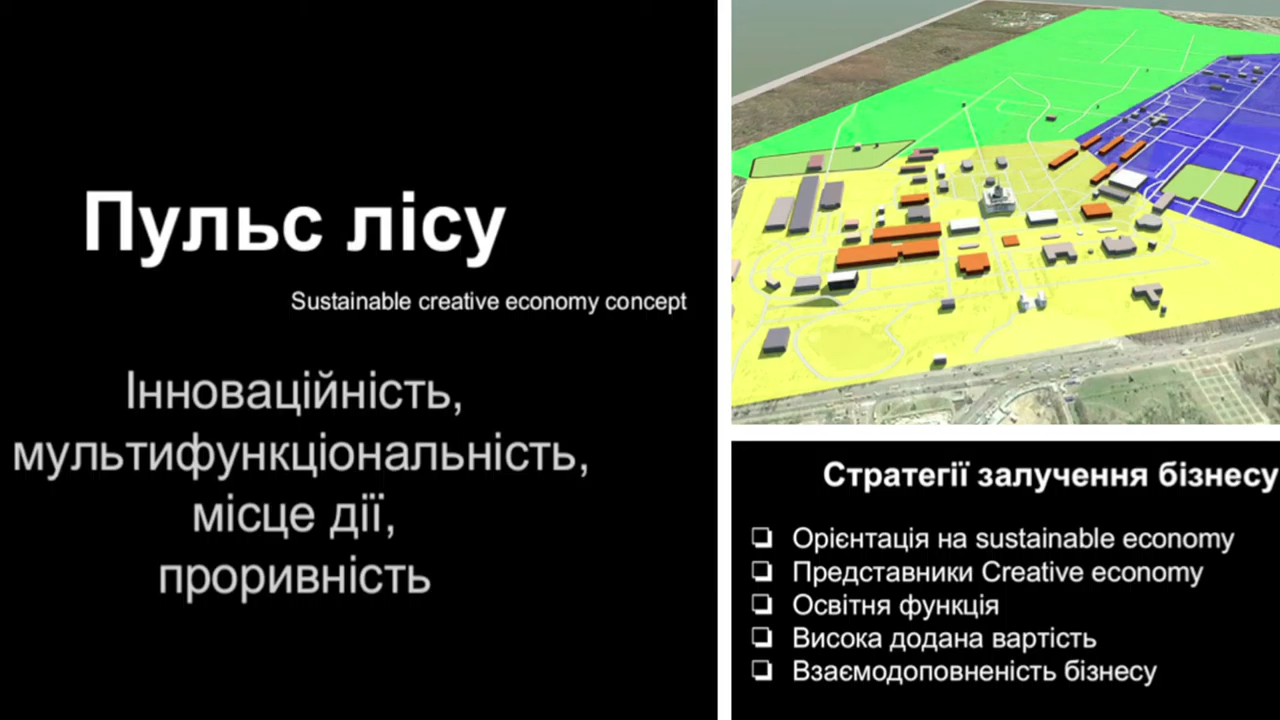 Пульс лісу
Sustainable creative economy concept
Інноваційність,
мультифункціональність,
місце дії,
проривність
Стратегії залучення бізнесу
Орієнтація на sustainable economy
Представники Creative economy
Освітня функція
Висока додана вартість
Взаємодоповненість бізнесу